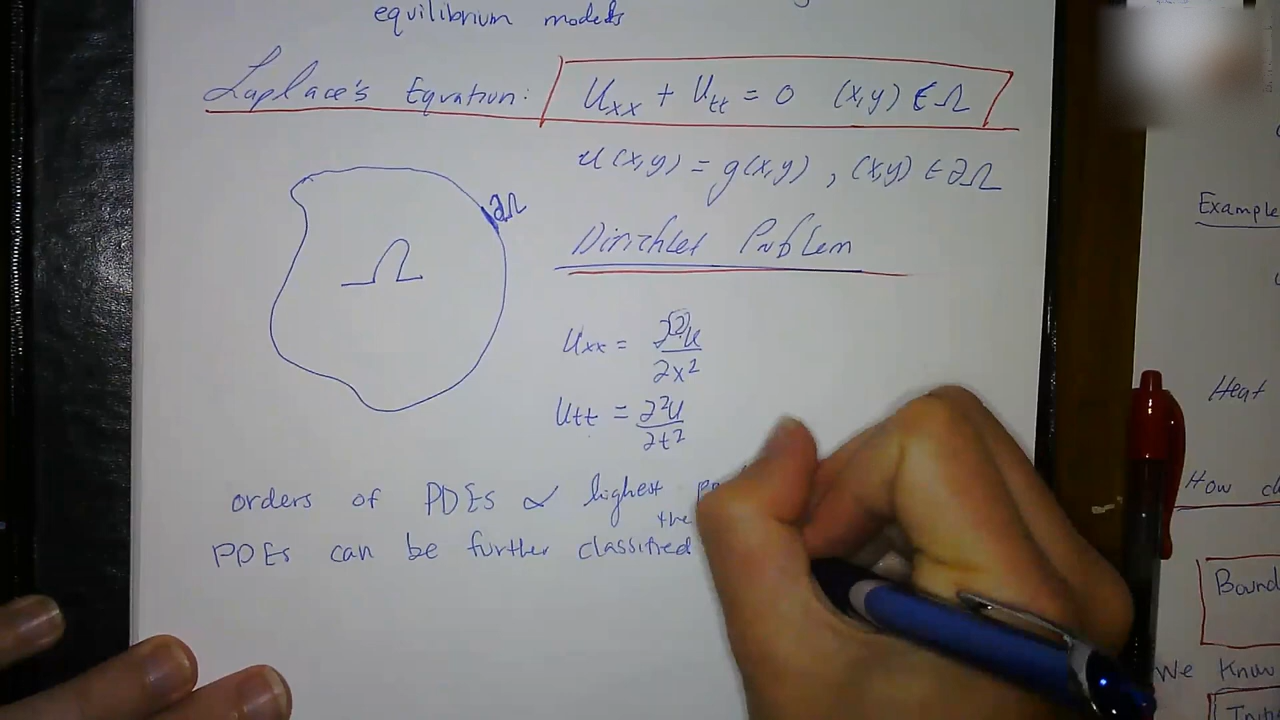 equilibrium models
Laplace's Equation: Uxx + Utt = 0 (x,y) ∈ Ω
u(x,y) = g(x,y), (x,y) ∈ ∂Ω
∂Ω
Ω
Dirichlet Problem
Uxx = ∂²u/∂x²
Utt = ∂²u/∂t²
orders of PDEs ∝ highest
the
PDEs can be further classified
Example
Heat
How
Bound
We Know